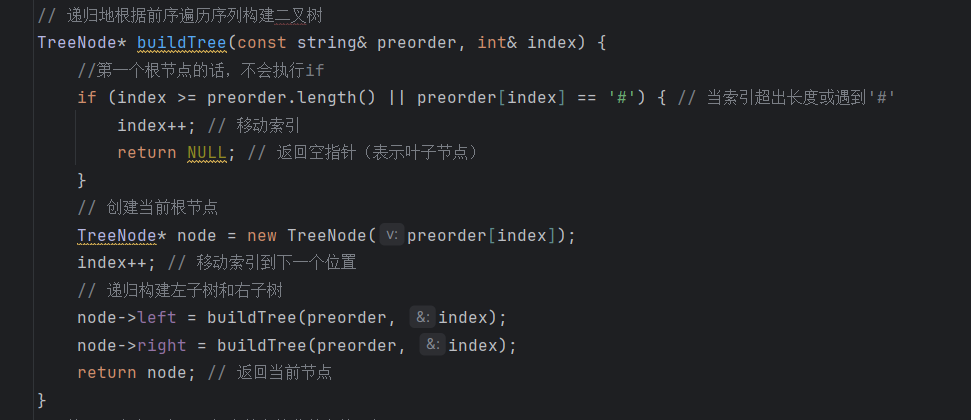 // 递归地根据前序遍历序列构建二叉树
TreeNode* buildTree(const string& preorder, int& index) {
//第一个根节点的话，不会执行if
if (index >= preorder.length() || preorder[index] == '#') { // 当索引超出长度或遇到'#'
index++; // 移动索引
return NULL; // 返回空指针（表示叶子节点）
}
// 创建当前根节点
TreeNode* node = new TreeNode( v: preorder[index]);
index++; // 移动索引到下一个位置
// 递归构建左子树和右子树
node->left = buildTree(preorder, &: index);
node->right = buildTree(preorder, &: index);
return node; // 返回当前节点
}